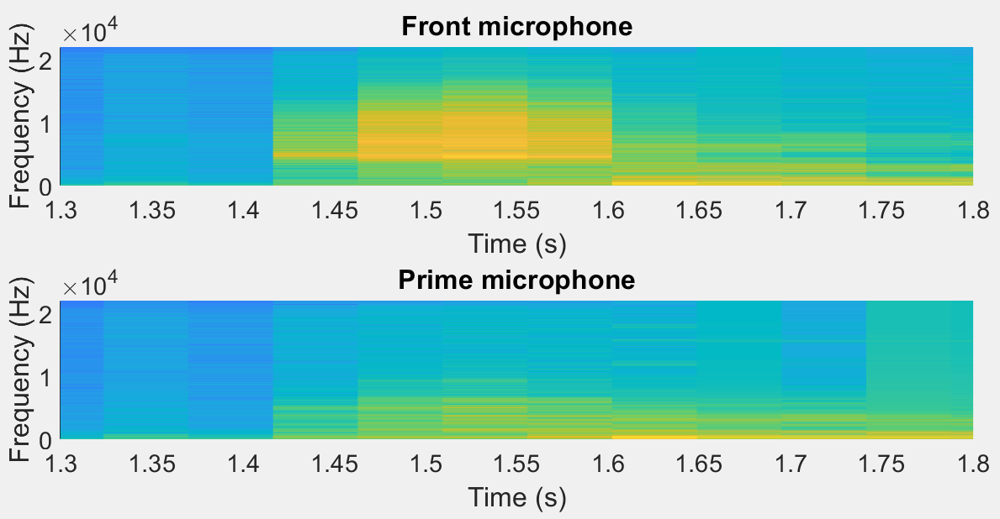 Front microphone
×10⁴
Frequency (Hz)
2
1
0
1.3 1.35 1.4 1.45 1.5 1.55 1.6 1.65 1.7 1.75 1.8
Time (s)
Prime microphone
×10⁴
Frequency (Hz)
2
1
0
1.3 1.35 1.4 1.45 1.5 1.55 1.6 1.65 1.7 1.75 1.8
Time (s)